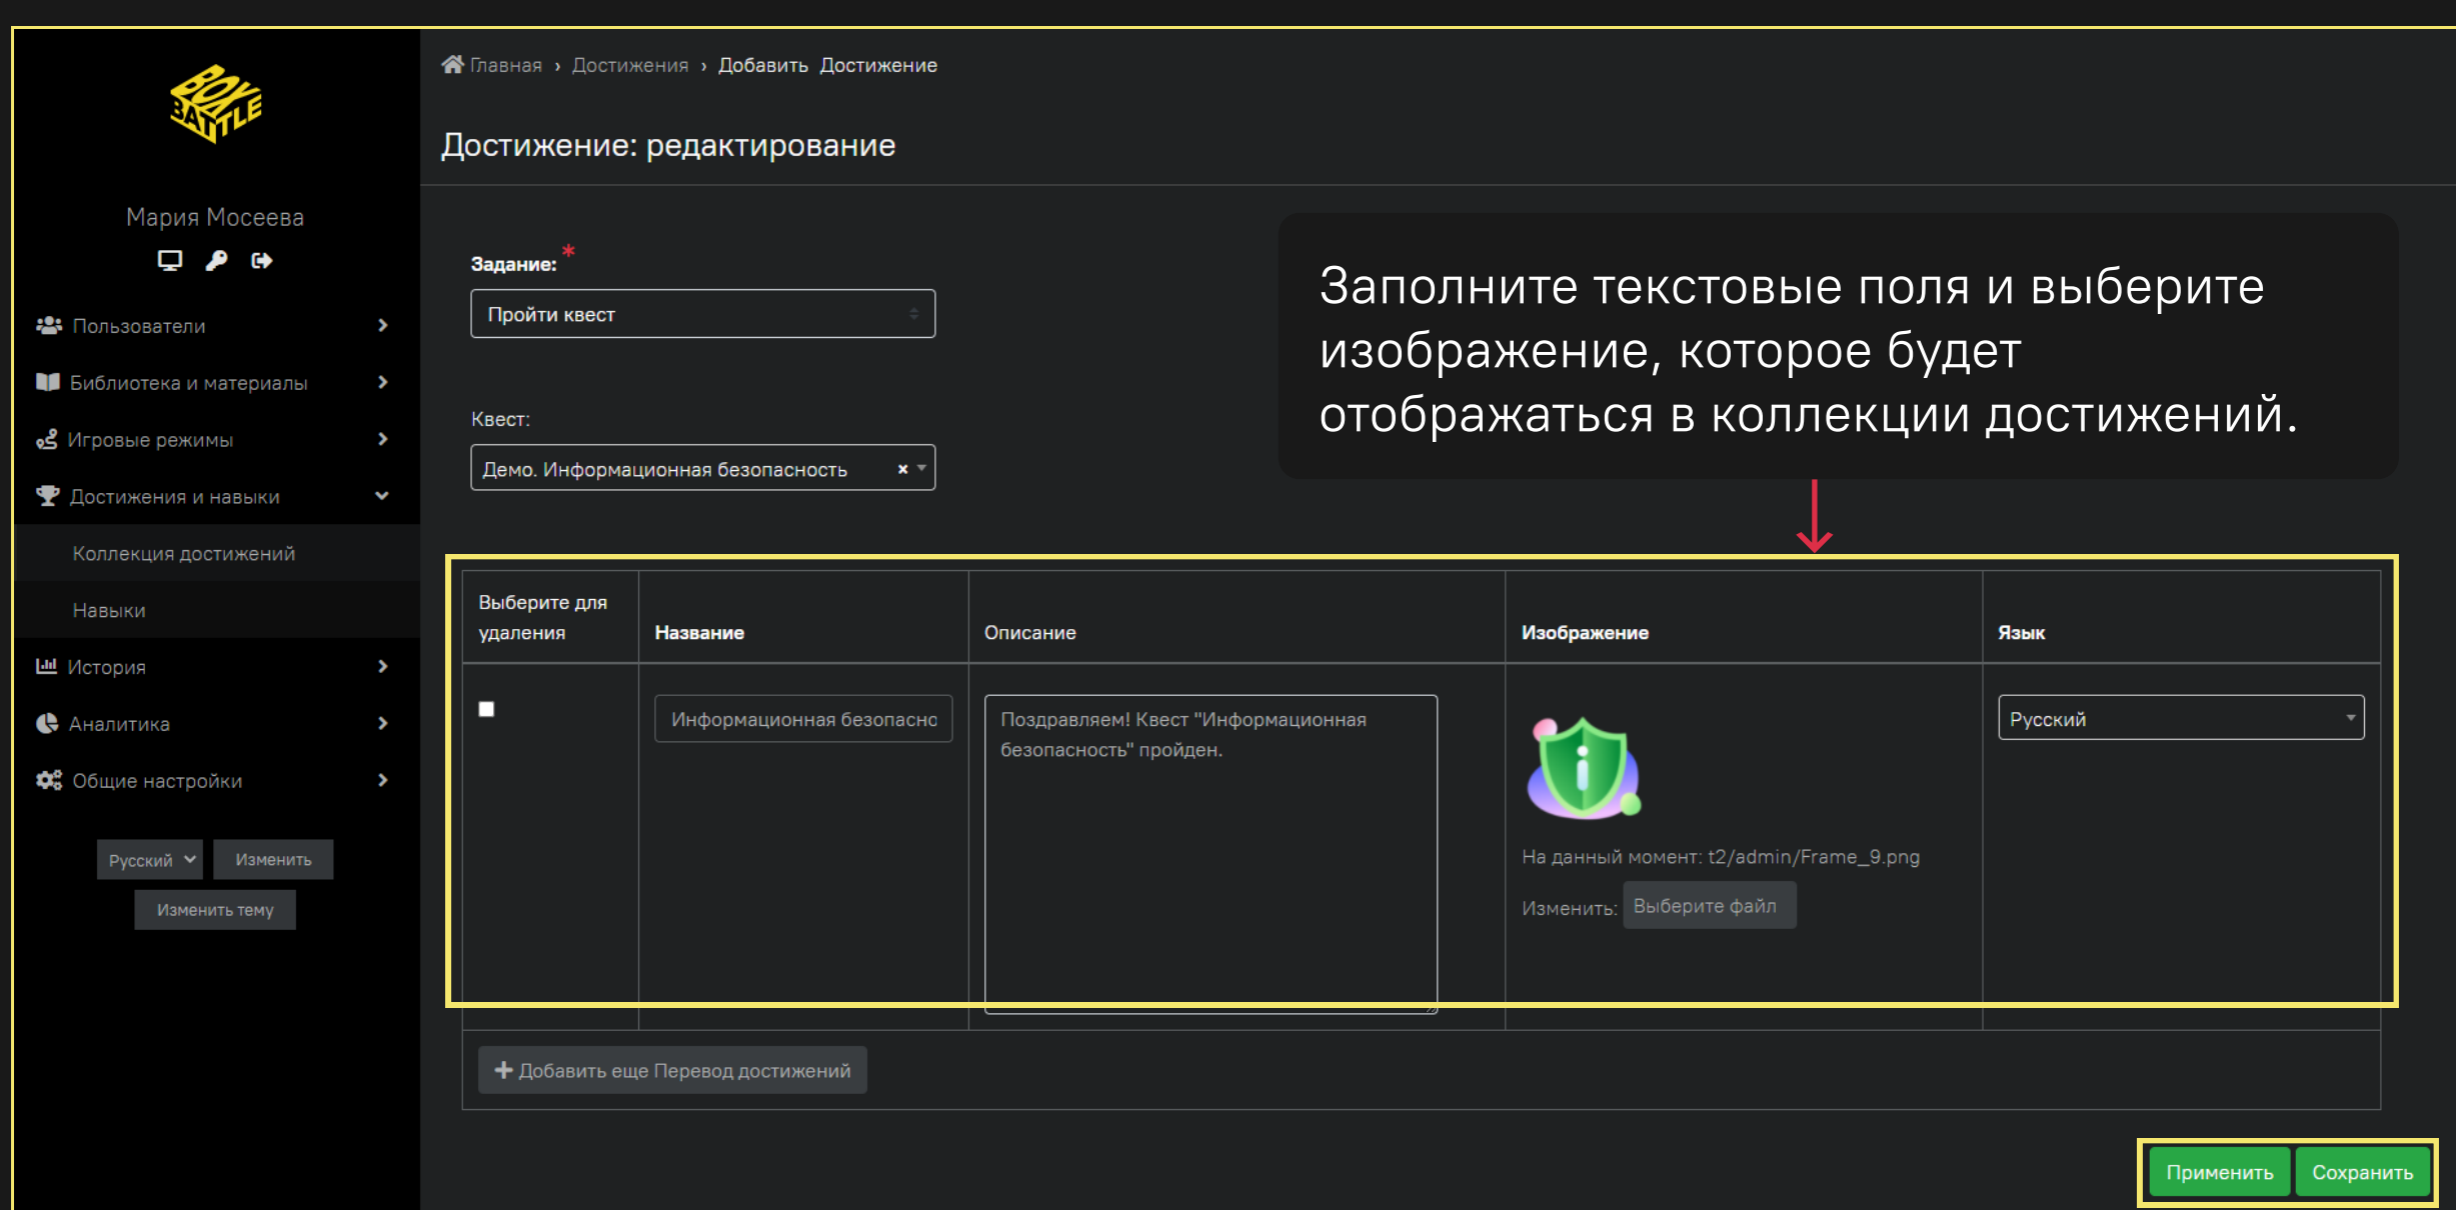 BOX
BATTLE
Мария Мосеева
Пользователи
Библиотека и материалы
Игровые режимы
Достижения и навыки
Коллекция достижений
Навыки
История
Аналитика
Общие настройки
Русский
Изменить
Изменить тему
Главная › Достижения › Добавить Достижение
Достижение: редактирование
Задание: *
Пройти квест
Квест:
Демо. Информационная безопасность × 
Заполните текстовые поля и выберите
изображение, которое будет
отображаться в коллекции достижений.
Выберите для
удаления
Название
Описание
Изображение
Язык
Информационная безопасно
Поздравляем! Квест "Информационная
безопасность" пройден.
На данный момент: t2/admin/Frame_9.png
Изменить: Выберите файл
Русский
+ Добавить еще Перевод достижений
Применить
Сохранить